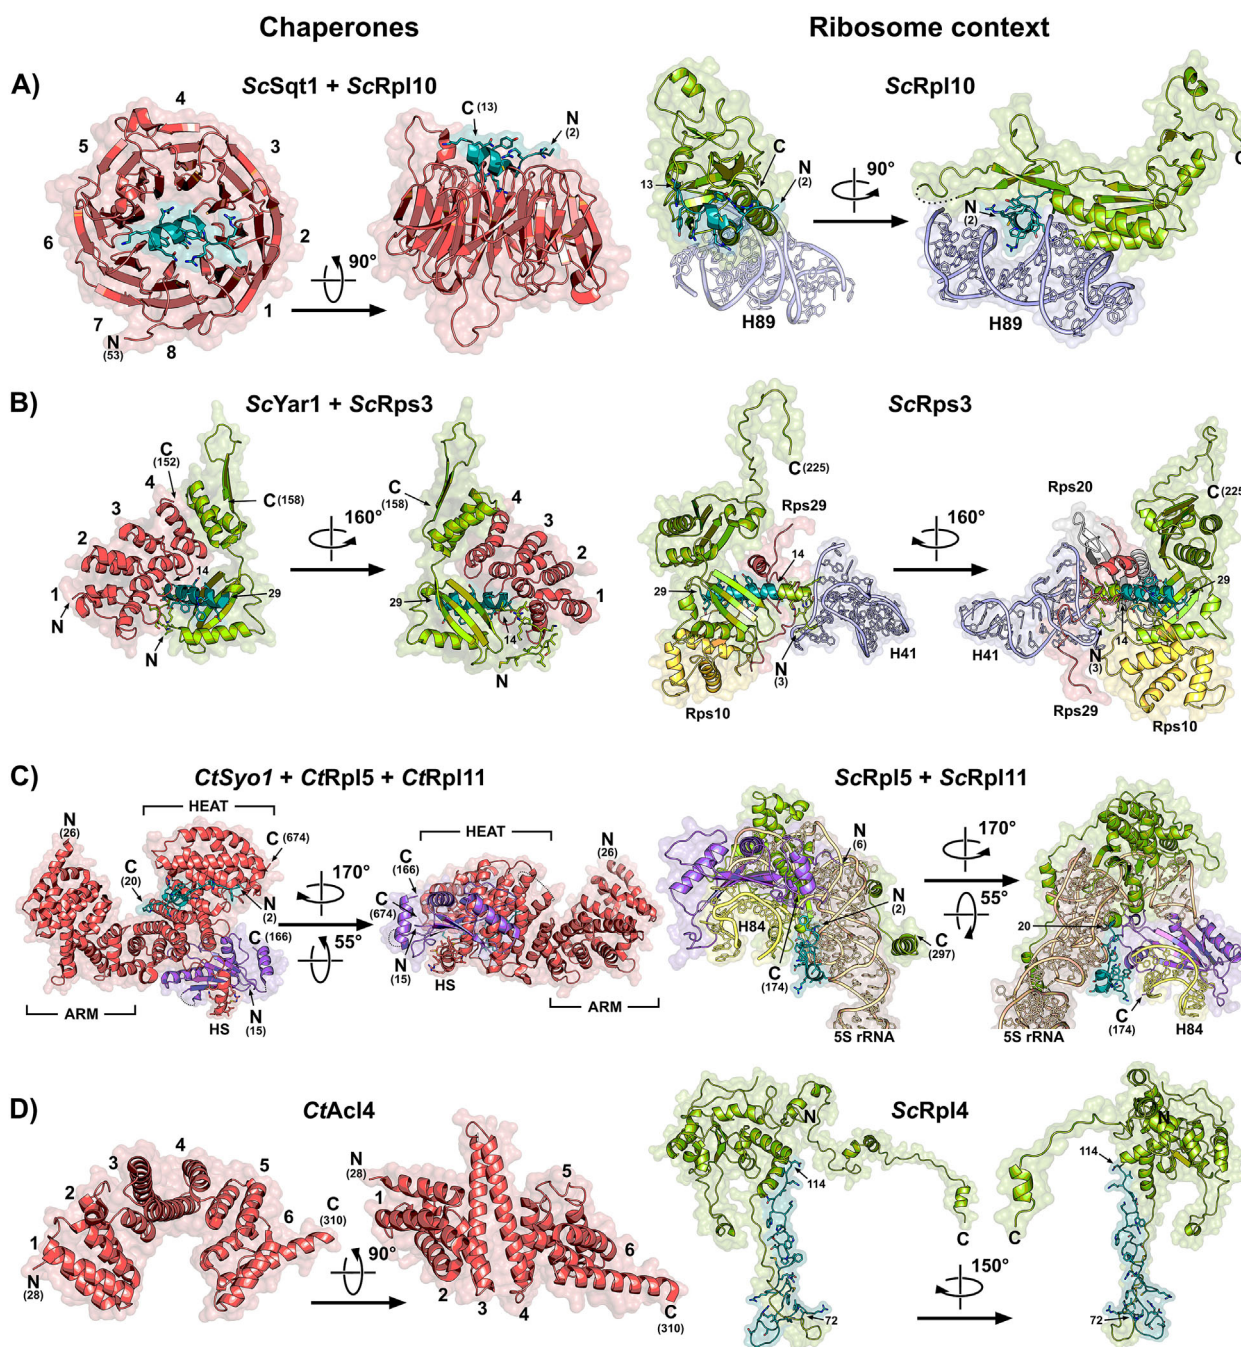 Chaperones
Ribosome context
A)
ScSqt1 + ScRpl10
ScRpl10
4
5
3
6
2
1
7
8
N
(53)
90°
C (13)
N
(2)
13
C
N
(2)
H89
90°
N
(2)
C
H89
B)
ScYar1 + ScRps3
ScRps3
C
(152)
4
3
2
1
N
N
14
29
C (158)
160°
C
(158)
4
3
2
1
29
14
N
C (225)
Rps29
14
29
N
(3)
H41
Rps10
160°
Rps20
C (225)
29
14
H41
N
(3)
Rps29
Rps10
C)
CtSyo1 + CtRpl5 + CtRpl11
ScRpl5 + ScRpl11
HEAT
N
(26)
C
(674)
C
(20)
N
(2)
C (166)
N
(15)
HS
ARM
170°
55°
HEAT
C
(166)
C
(674)
N
(15)
HS
N
(26)
ARM
N
(6)
N
(2)
H84
C
(297)
C
(174)
5S rRNA
170°
55°
20
C
(174)
H84
5S rRNA
D)
CtAcl4
ScRpl4
4
3
5
2
6
1
N
(28)
C
(310)
90°
N
(28)
1
5
6
2
3
4
C
(310)
N
114
C
72
150°
N
114
C
72